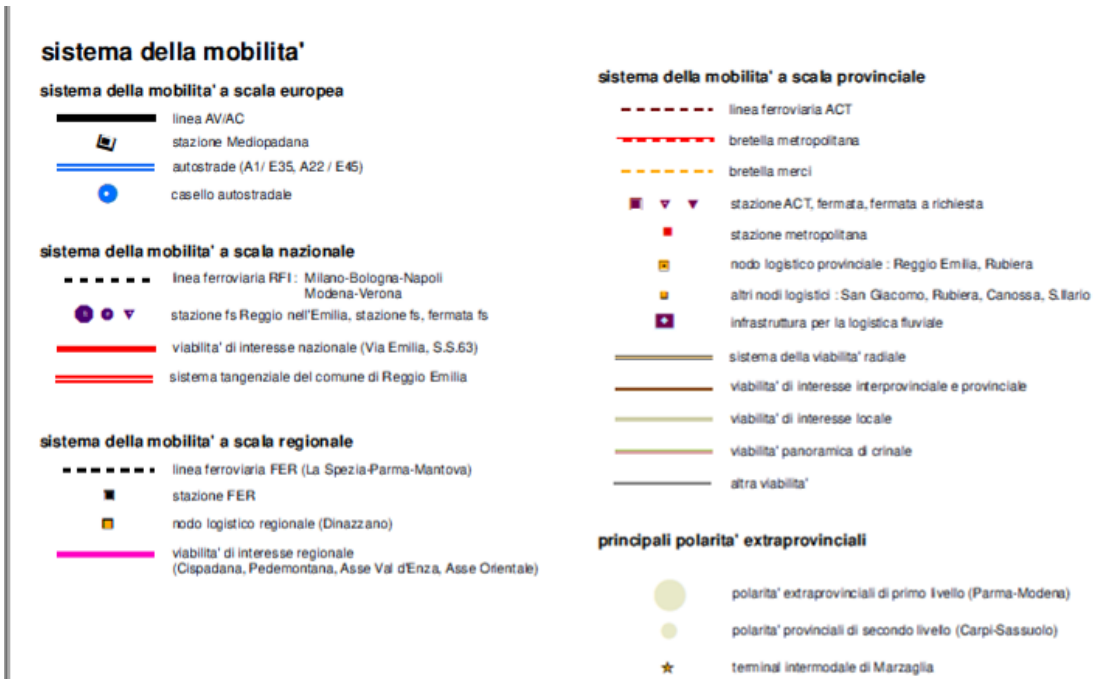 sistema della mobilita'
sistema della mobilita' a scala europea
linea AV/AC
stazione Mediopadana
autostrade (A1/ E35, A22 / E45)
casello autostradale
sistema della mobilita' a scala nazionale
linea ferroviaria RFI : Milano-Bologna-Napoli
Modena-Verona
stazione fs Reggio nell'Emilia, stazione fs, fermata fs
viabilita' di interesse nazionale (Via Emilia, S.S.63)
sistema tangenziale del comune di Reggio Emilia
sistema della mobilita' a scala regionale
linea ferroviaria FER (La Spezia-Parma-Mantova)
stazione FER
nodo logistico regionale (Dinazzano)
viabilita' di interesse regionale
(Cispadana, Pedemontana, Asse Val d'Enza, Asse Orientale)
sistema della mobilita' a scala provinciale
linea ferroviaria ACT
bretella metropolitana
bretella merci
stazione ACT, fermata, fermata a richiesta
stazione metropolitana
nodo logistico provinciale : Reggio Emilia, Rubiera
altri nodi logistici : San Giacomo, Rubiera, Canossa, S.Ilario
infrastruttura per la logistica fluviale
sistema della viabilita' radiale
viabilita' di interesse interprovinciale e provinciale
viabilita' di interesse locale
viabilita' panoramica di crinale
altra viabilita'
principali polarita' extraprovinciali
polarita' extraprovinciali di primo livello (Parma-Modena)
polarita' provinciali di secondo livello (Carpi-Sassuolo)
terminal intermodale di Marzaglia